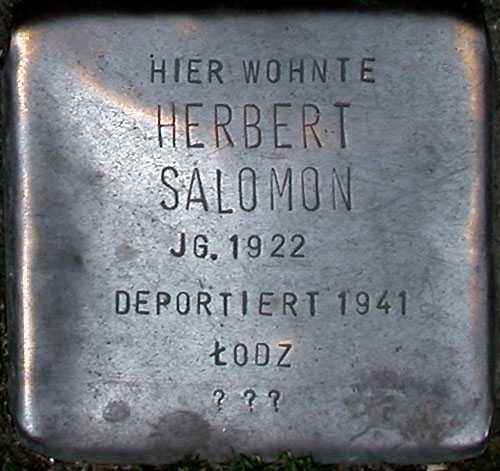 HIER WOHNTE
HERBERT
SALOMON
JG. 1922
DEPORTIERT 1941
ŁODZ
???